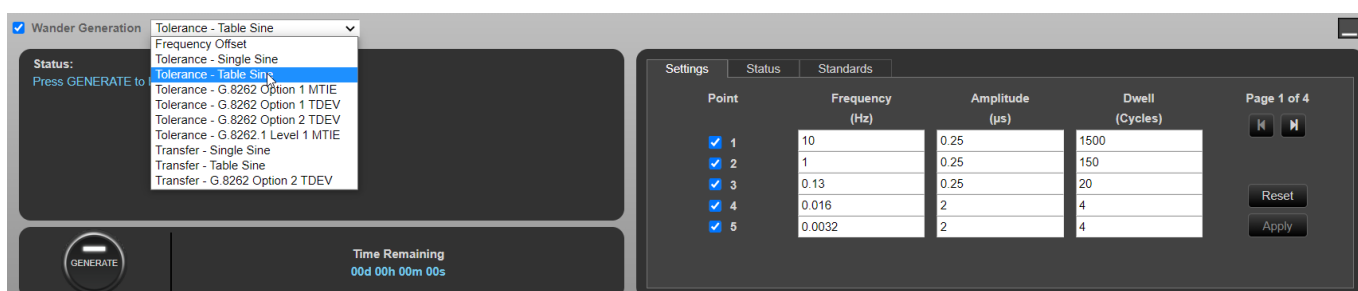 Wander Generation Tolerance - Table Sine
Frequency Offset
Tolerance - Single Sine
Tolerance - Table Sine
Tolerance - G.8262 Option 1 MTIE
Tolerance - G.8262 Option 1 TDEV
Tolerance - G.8262 Option 2 TDEV
Tolerance - G.8262.1 Level 1 MTIE
Transfer - Single Sine
Transfer - Table Sine
Transfer - G.8262 Option 2 TDEV
Status:
Press GENERATE to
GENERATE
Time Remaining
00d 00h 00m 00s
Settings Status Standards
Point Frequency Amplitude Dwell Page 1 of 4
(Hz) (µs) (Cycles)
1 10 0.25 1500
2 1 0.25 150
3 0.13 0.25 20
4 0.016 2 4
5 0.0032 2 4
Reset
Apply